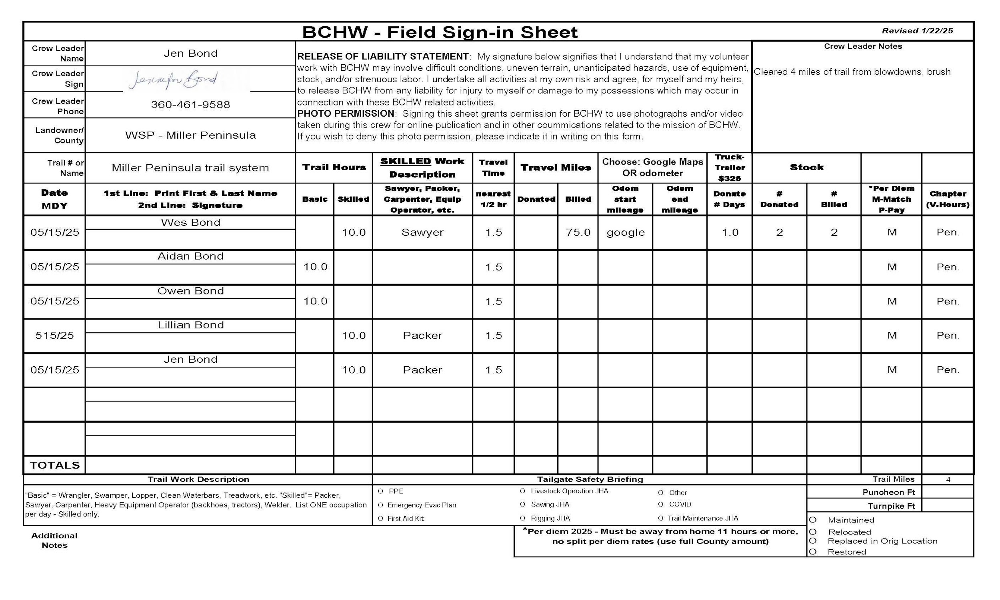 BCHW - Field Sign-in Sheet
Revised 1/22/25
Crew Leader Name
Jen Bond
Crew Leader Sign
Jennifer Bond
Crew Leader Phone
360-461-9588
Landowner/ County
WSP - Miller Peninsula
RELEASE OF LIABILITY STATEMENT:  My signature below signifies that I understand that my volunteer
work with BCHW may involve difficult conditions, uneven terrain, unanticipated hazards, use of equipment,
stock, and/or strenuous labor. I undertake all activities at my own risk and agree, for myself and my heirs,
to release BCHW from any liability for injury to myself or damage to my possessions which may occur in
connection with these BCHW related activities.
PHOTO PERMISSION:  Signing this sheet grants permission for BCHW to use photographs and/or video
taken during this crew for online publication and in other coummications related to the mission of BCHW.
If you wish to deny this photo permission, please indicate it in writing on this form.
Crew Leader Notes
Cleared 4 miles of trail from blowdowns, brush
Trail # or Name
Miller Peninsula trail system
Trail Hours
SKILLED Work Description
Travel Time
Travel Miles
Choose: Google Maps OR odometer
Truck-Trailer $325
Stock
Date MDY
1st Line:  Print First & Last Name
2nd Line:  Signature
Basic
Skilled
Sawyer, Packer, Carpenter, Equip Operator, etc.
nearest 1/2 hr
Donated
Billed
Odom start mileage
Odom end mileage
Donate # Days
# Donated
# Billed
*Per Diem M-Match P-Pay
Chapter (V.Hours)
05/15/25 Wes Bond 10.0 Sawyer 1.5 75.0 google 1.0 2 2 M Pen.
05/15/25 Aidan Bond 10.0 1.5 M Pen.
05/15/25 Owen Bond 10.0 1.5 M Pen.
515/25 Lillian Bond 10.0 Packer 1.5 M Pen.
05/15/25 Jen Bond 10.0 Packer 1.5 M Pen.
TOTALS
Trail Work Description
"Basic" = Wrangler, Swamper, Lopper, Clean Waterbars, Treadwork, etc. "Skilled"= Packer,
Sawyer, Carpenter, Heavy Equipment Operator (backhoes, tractors), Welder.  List ONE occupation
per day - Skilled only.
Tailgate Safety Briefing
O PPE
O Livestock Operation JHA
O Other
O Emergency Evac Plan
O Sawing JHA
O COVID
O First Aid Kit
O Rigging JHA
O Trail Maintenance JHA
Trail Miles 4
Puncheon Ft
Turnpike Ft
O Maintained
O Relocated
O Replaced in Orig Location
O Restored
Additional Notes
*Per diem 2025 - Must be away from home 11 hours or more,
no split per diem rates (use full County amount)